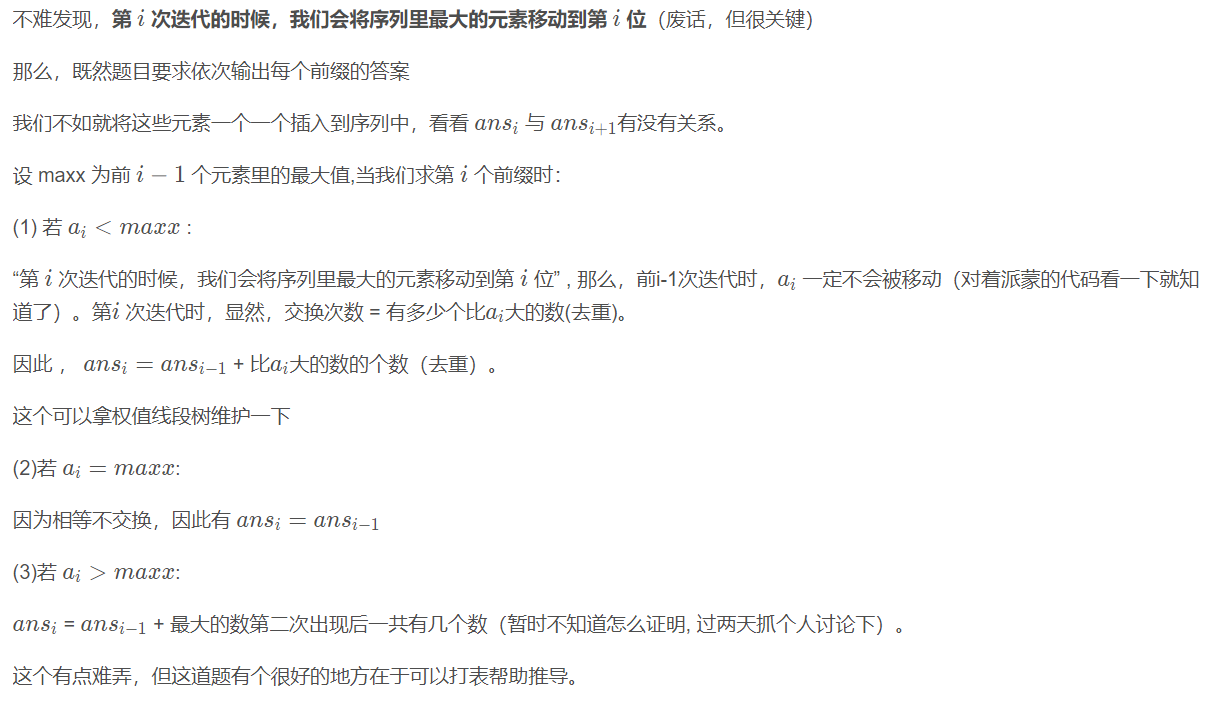 不难发现，第 i 次迭代的时候，我们会将序列里最大的元素移动到第 i 位（废话，但很关键）
那么，既然题目要求依次输出每个前缀的答案
我们不如就将这些元素一个一个插入到序列中，看看 ans_i 与 ans_{i+1}有没有关系。
设 maxx 为前 i − 1 个元素里的最大值,当我们求第 i 个前缀时：
(1) 若 a_i < maxx :
“第 i 次迭代的时候，我们会将序列里最大的元素移动到第 i 位” , 那么，前i-1次迭代时，a_i 一定不会被移动（对着派蒙的代码看一下就知
道了）。第i 次迭代时，显然，交换次数 = 有多少个比a_i大的数(去重)。
因此， ans_i = ans_{i−1} + 比a_i大的数的个数（去重）。
这个可以拿权值线段树维护一下
(2)若 a_i = maxx:
因为相等不交换，因此有 ans_i = ans_{i−1}
(3)若 a_i > maxx:
ans_i = ans_{i−1} + 最大的数第二次出现后一共有几个数（暂时不知道怎么证明, 过两天抓个人讨论下）。
这个有点难弄，但这道题有个很好的地方在于可以打表帮助推导。